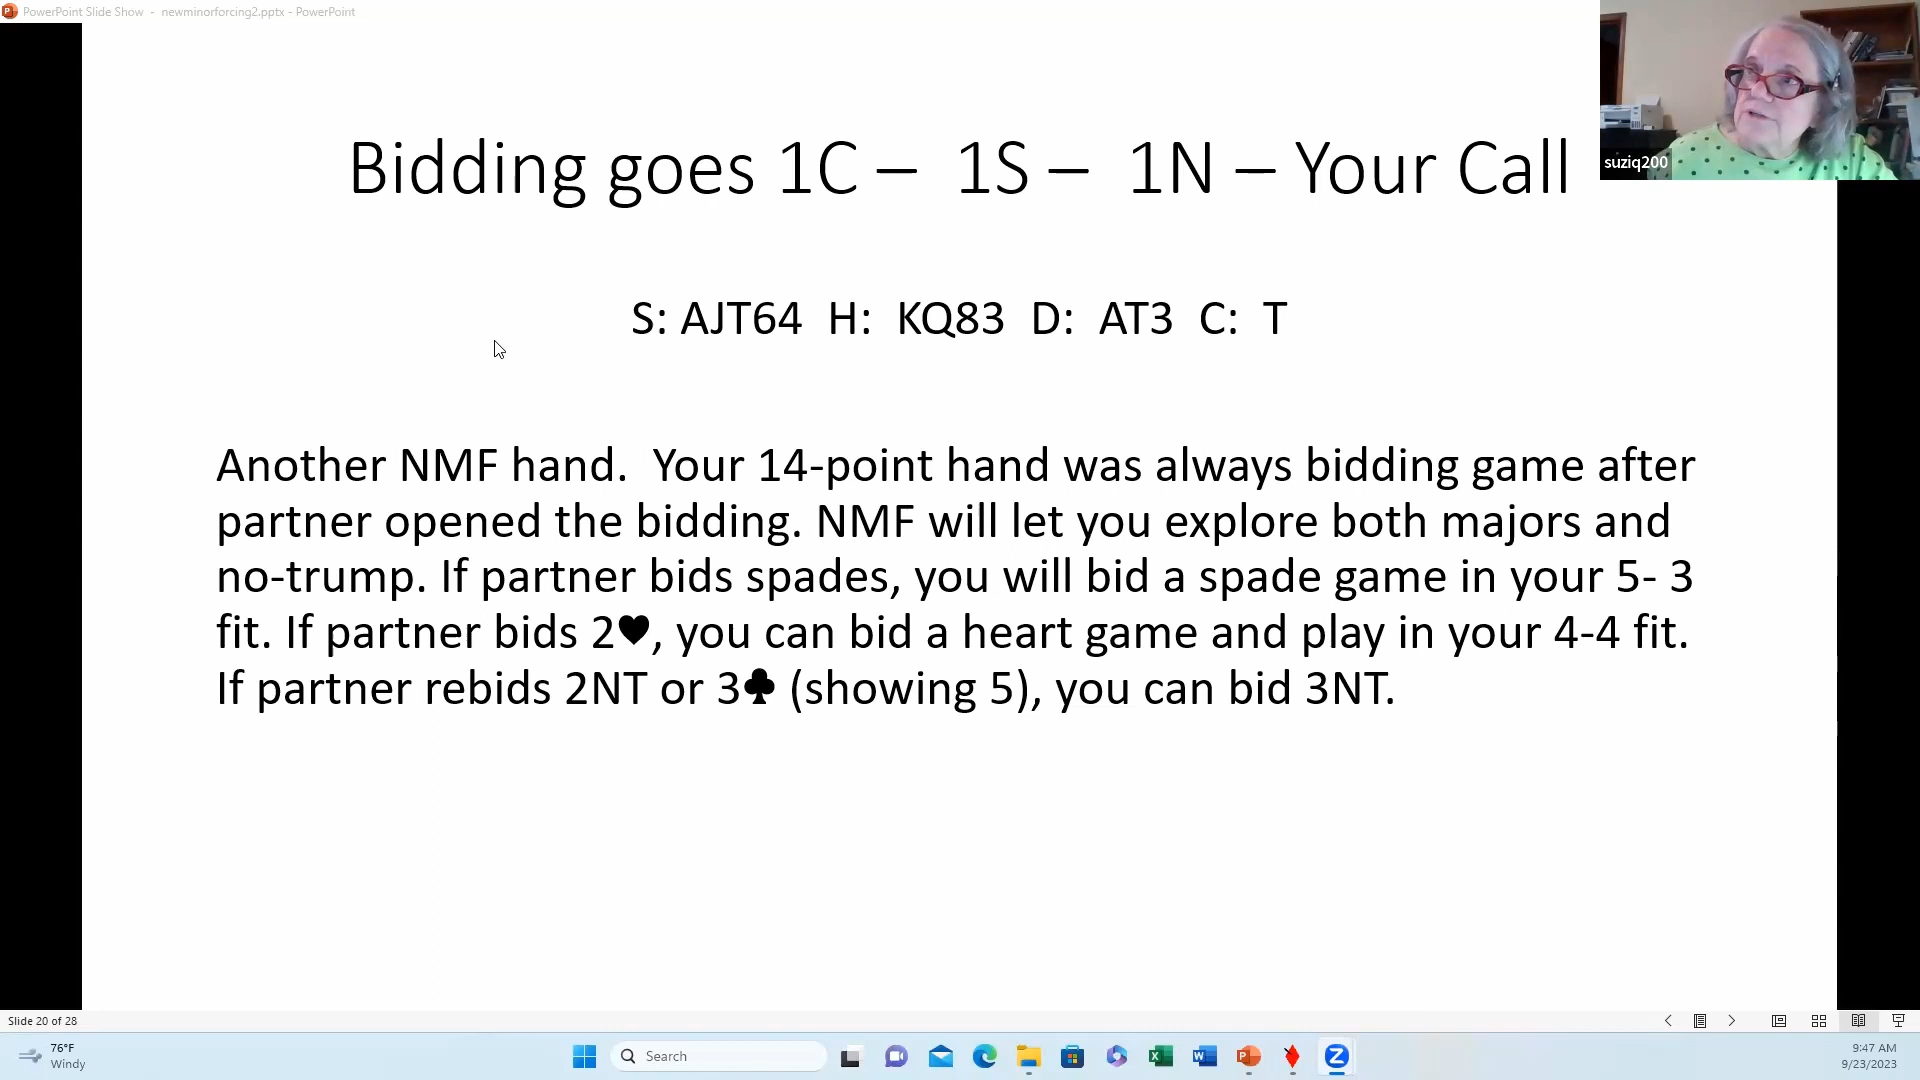 PowerPoint Slide Show - newminorforcing2.pptx - PowerPoint
suziq200
Bidding goes 1C – 1S – 1N – Your Call
S: AJT64 H: KQ83 D: AT3 C: T
Another NMF hand. Your 14-point hand was always bidding game after
partner opened the bidding. NMF will let you explore both majors and
no-trump. If partner bids spades, you will bid a spade game in your 5- 3
fit. If partner bids 2♥, you can bid a heart game and play in your 4-4 fit.
If partner rebids 2NT or 3♣ (showing 5), you can bid 3NT.
Slide 20 of 28
76°F
Windy
Search
9:47 AM
9/23/2023